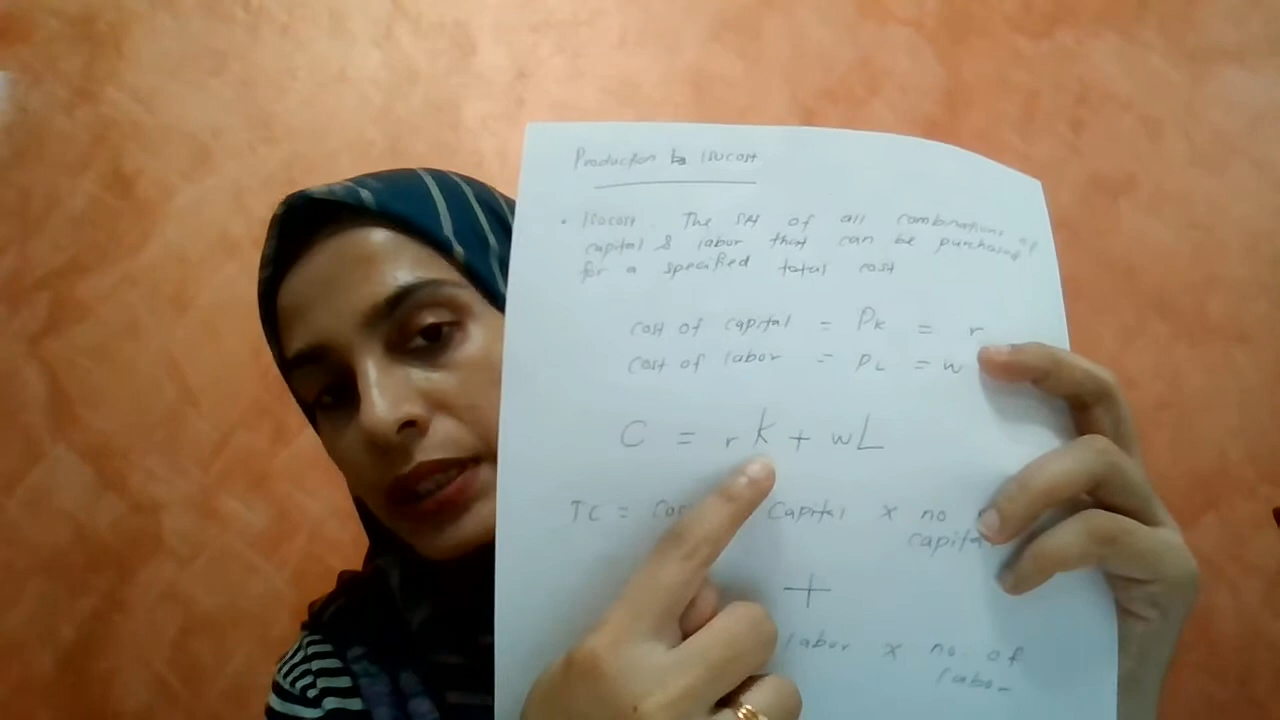 Production & Isocost
• Isocost. The set of all combinations of
capital & labor that can be purchased
for a specified total cost
cost of capital = PK = r
cost of labor = PL = w
C = rK + wL
TC = capital x no
capital
+
labor x no. of
labor